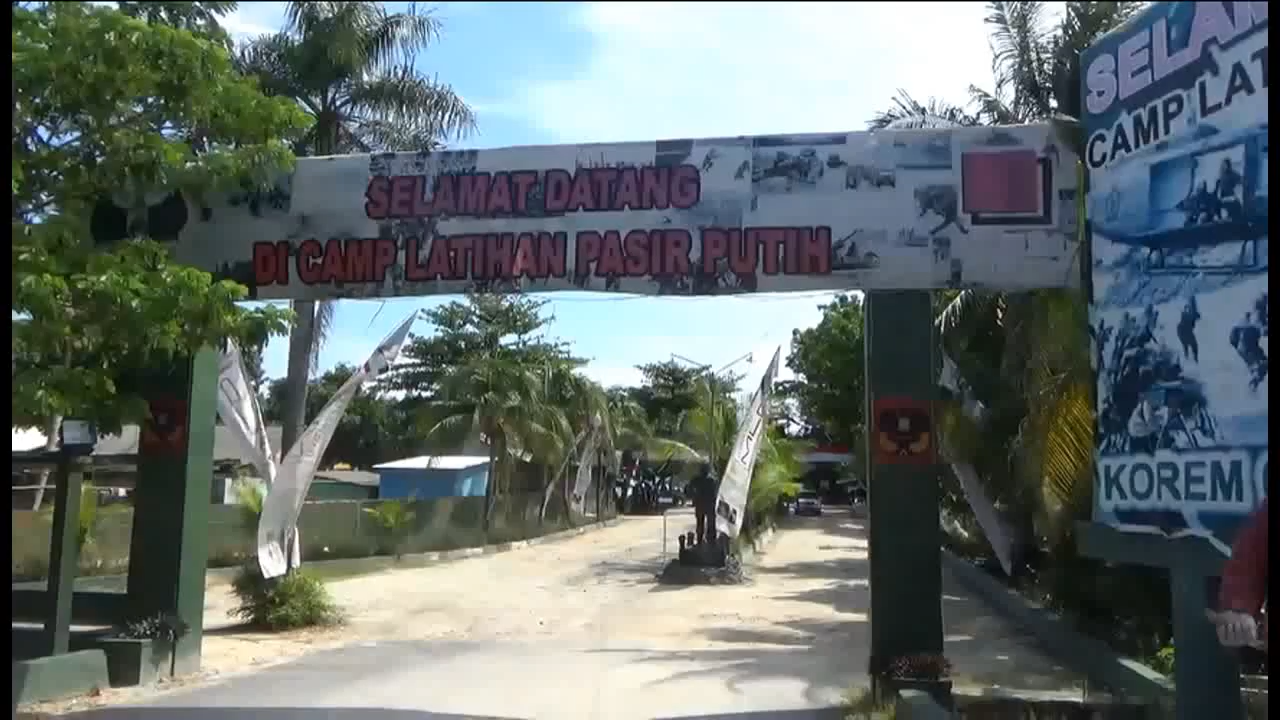 SELAMAT DATANG
DI CAMP LATIHAN PASIR PUTIH
SELAM
CAMP LAT
KOREM